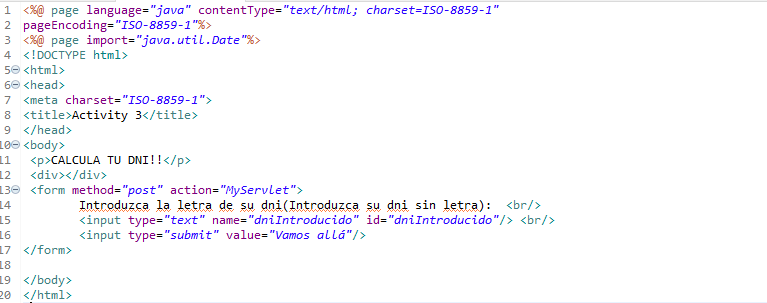 1 <%@ page language="java" contentType="text/html; charset=ISO-8859-1"
2 pageEncoding="ISO-8859-1"%>
3 <%@ page import="java.util.Date"%>
4 <!DOCTYPE html>
5 <html>
6 <head>
7 <meta charset="ISO-8859-1">
8 <title>Activity 3</title>
9 </head>
10 <body>
11 <p>CALCULA TU DNI!!</p>
12 <div></div>
13 <form method="post" action="MyServlet">
14 Introduzca la letra de su dni(Introduzca su dni sin letra): <br/>
15 <input type="text" name="dniIntroducido" id="dniIntroducido"/> <br/>
16 <input type="submit" value="Vamos allá"/>
17 </form>
18
19 </body>
20 </html>